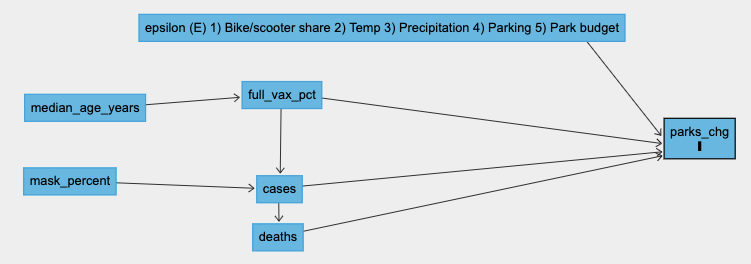 epsilon (E) 1) Bike/scooter share 2) Temp 3) Precipitation 4) Parking 5) Park budget
full_vax_pct
median_age_years
parks_chg
mask_percent
cases
deaths